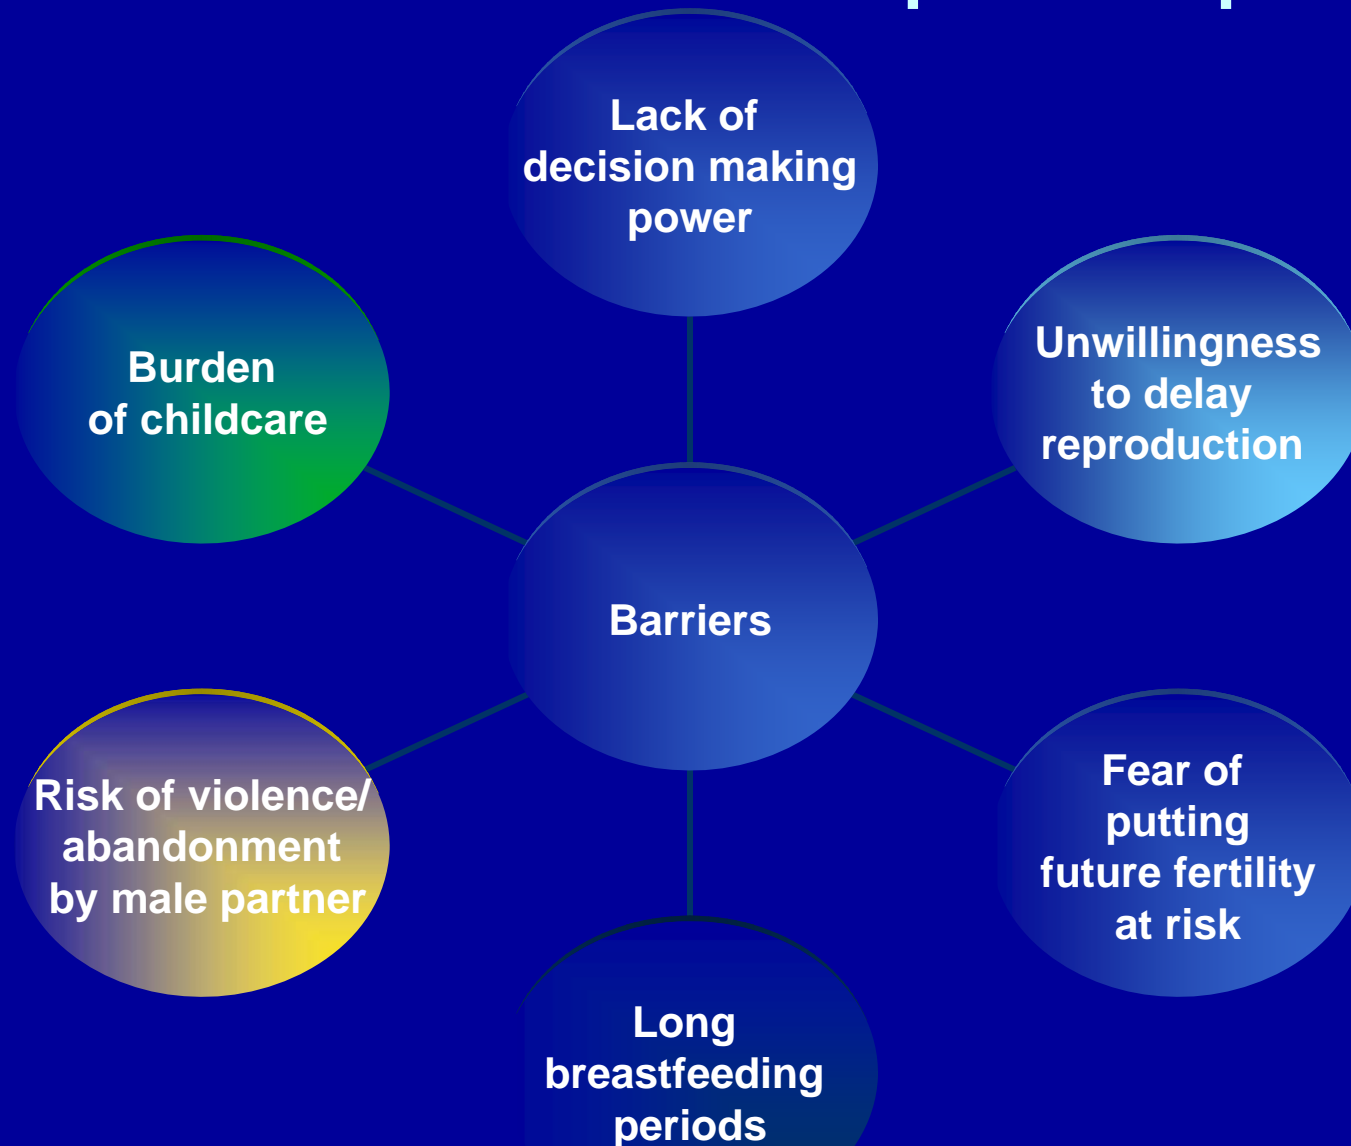 Lack of
decision making
power
Unwillingness
to delay
reproduction
Burden
of childcare
Barriers
Fear of
putting
future fertility
at risk
Risk of violence/
abandonment
by male partner
Long
breastfeeding
periods